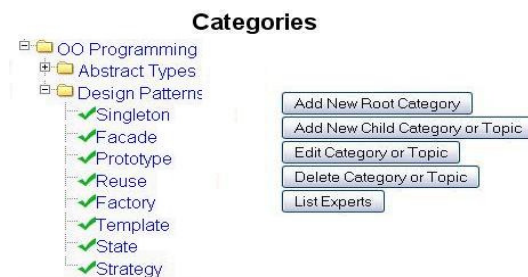 Categories
OO Programming
Abstract Types
Design Patterns
Singleton
Facade
Prototype
Reuse
Factory
Template
State
Strategy
Add New Root Category
Add New Child Category or Topic
Edit Category or Topic
Delete Category or Topic
List Experts